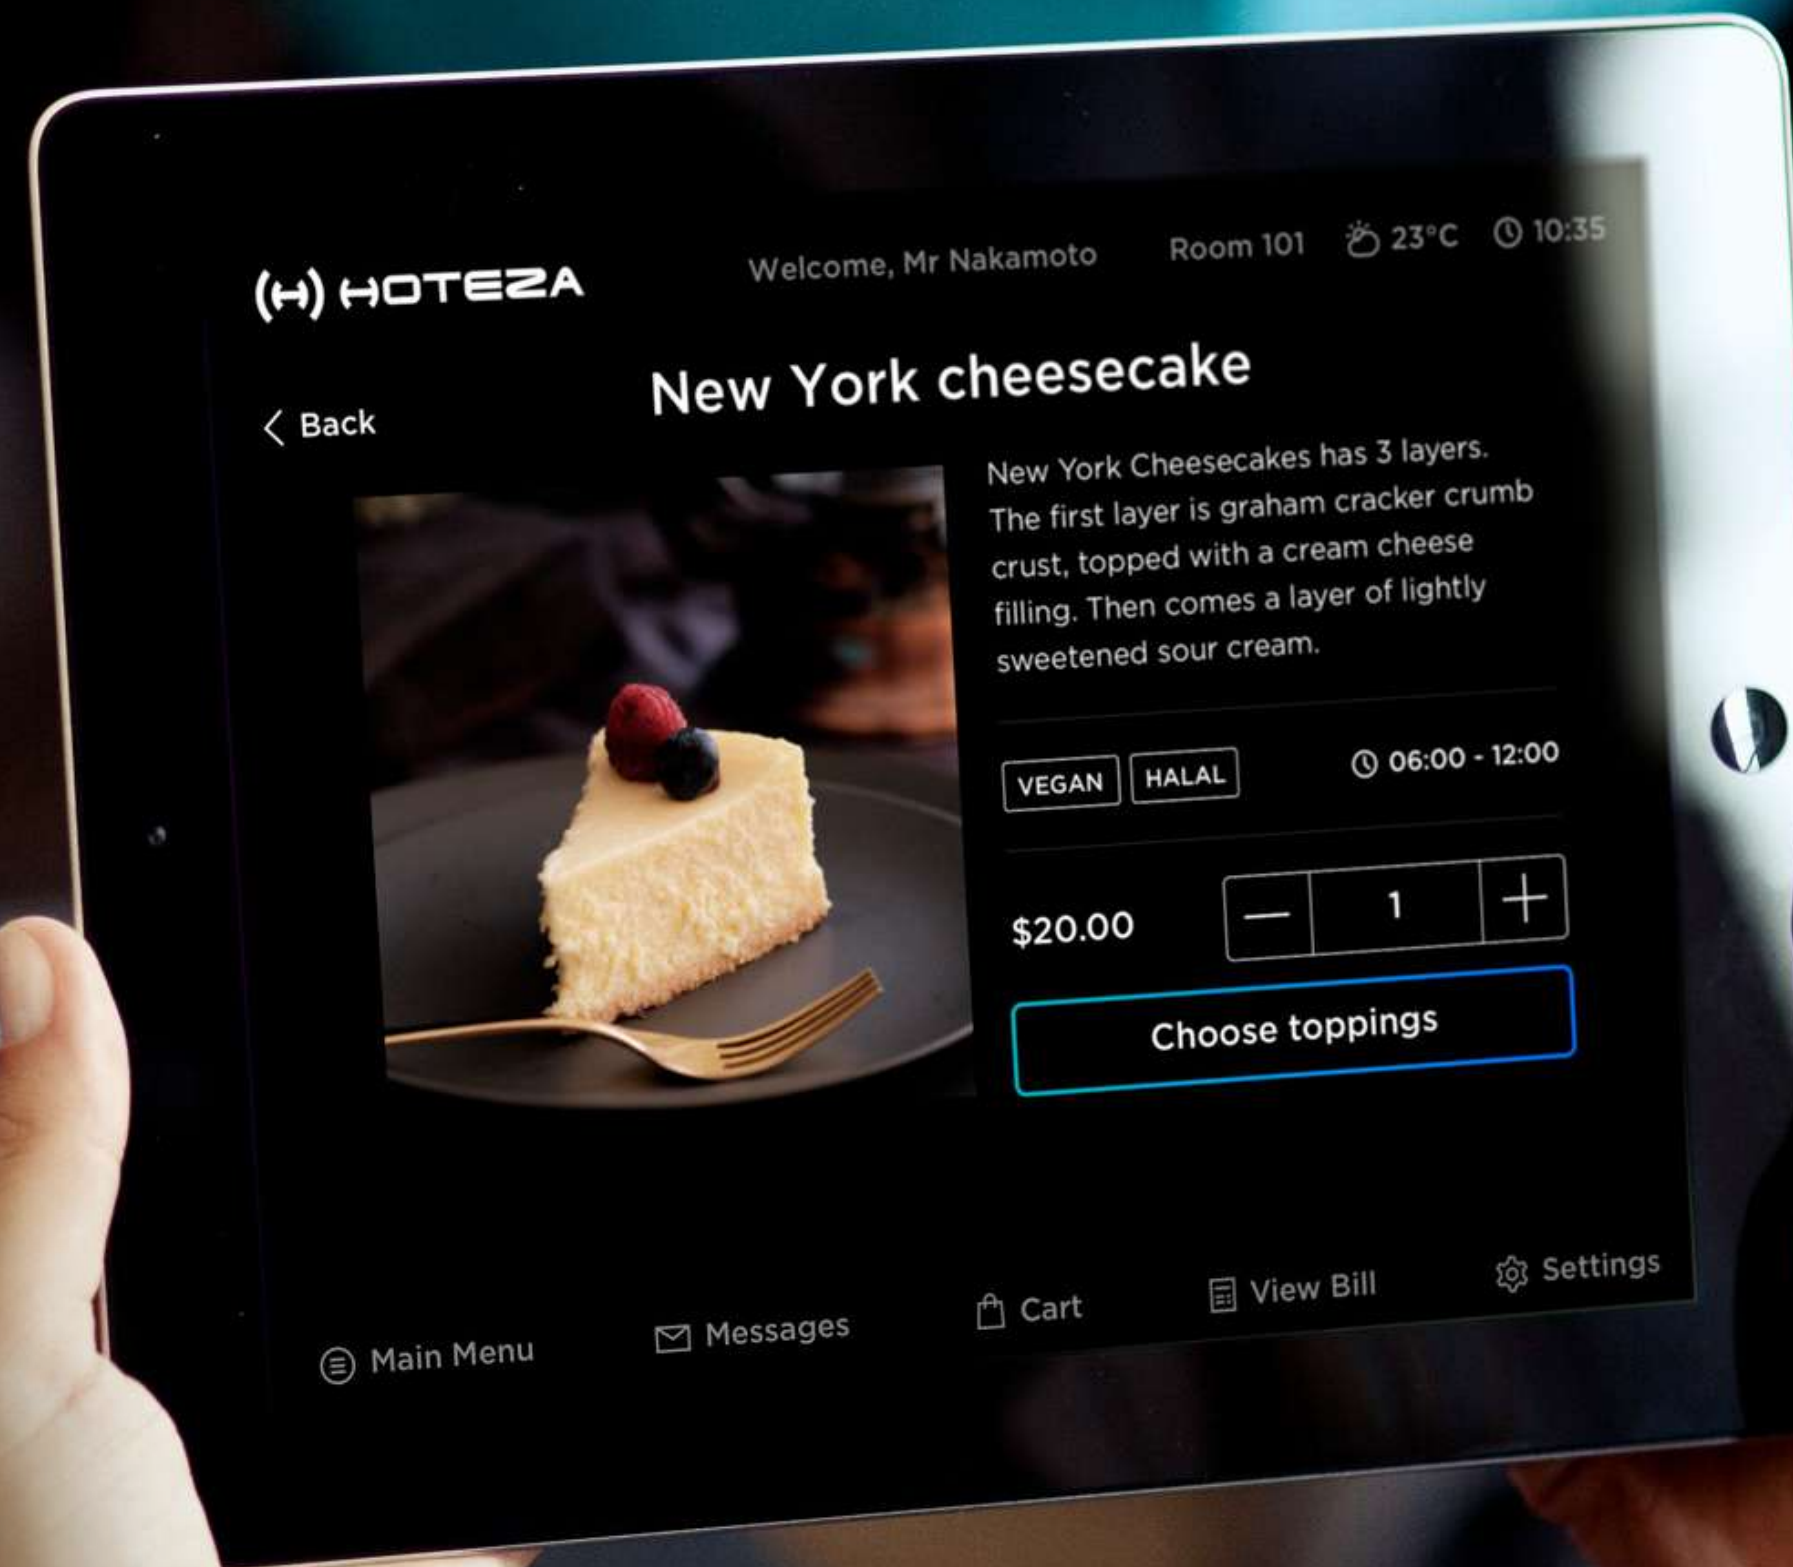 (H) HOTEZA
Welcome, Mr Nakamoto
Room 101
23°C
10:35
< Back
New York cheesecake
New York Cheesecakes has 3 layers.
The first layer is graham cracker crumb
crust, topped with a cream cheese
filling. Then comes a layer of lightly
sweetened sour cream.
VEGAN
HALAL
06:00 - 12:00
$20.00
— 1 +
Choose toppings
Main Menu
Messages
Cart
View Bill
Settings